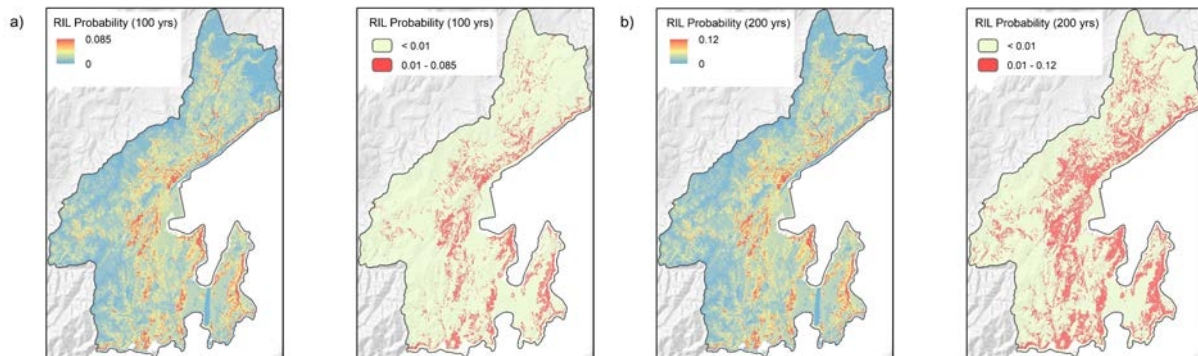 a)
RIL Probability (100 yrs)
0.085
0
RIL Probability (100 yrs)
< 0.01
0.01 - 0.085
b)
RIL Probability (200 yrs)
0.12
0
RIL Probability (200 yrs)
< 0.01
0.01 - 0.12